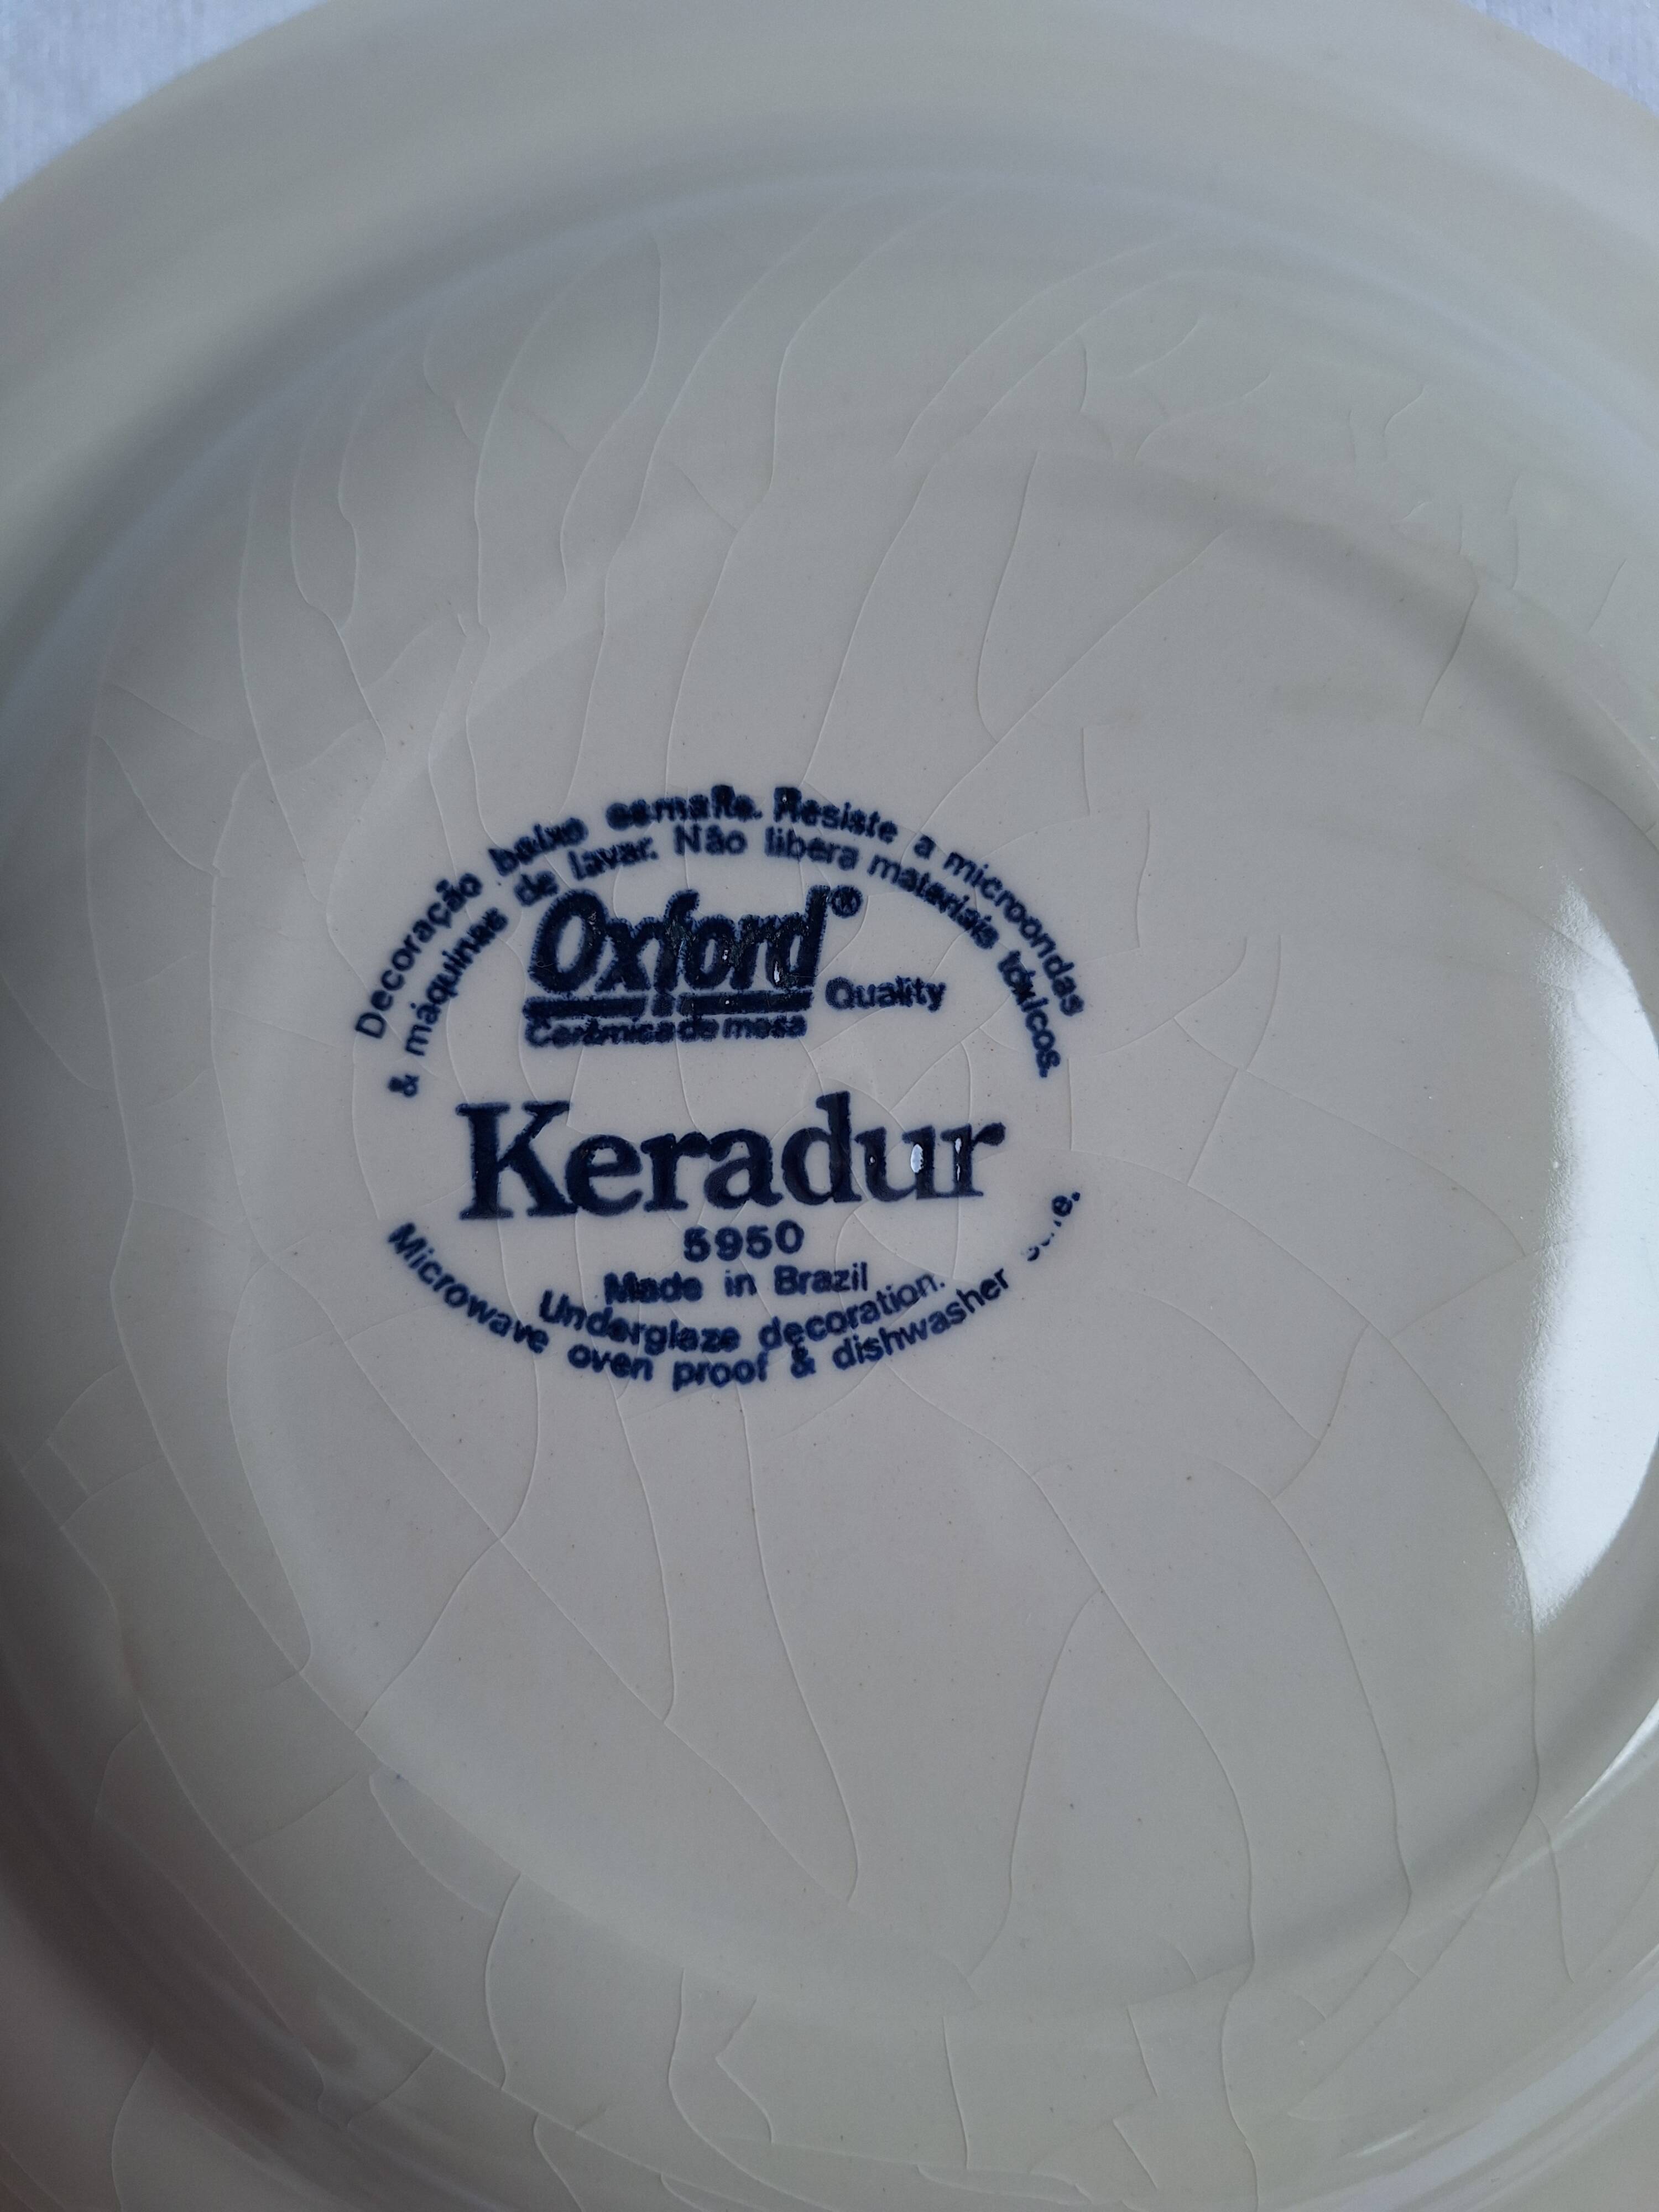 Decoração baixo esmalte. Resiste a microondas
& máquinas de lavar. Não libera materiais tóxicos.
Oxford®
Quality
Cerâmica de mesa
Keradur
5950
Made in Brazil
Underglaze decoration.
Microwave oven proof & dishwasher